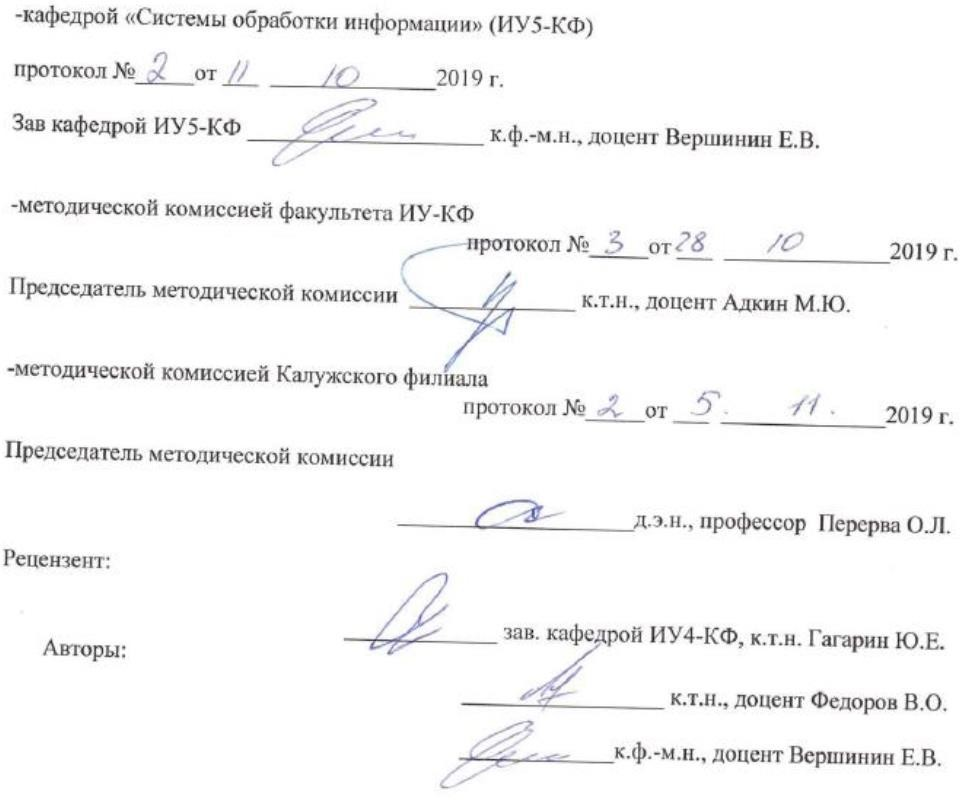 -кафедрой «Системы обработки информации» (ИУ5-КФ)
протокол № 2 от 11 10 2019 г.
Зав кафедрой ИУ5-КФ к.ф.-м.н., доцент Вершинин Е.В.
-методической комиссией факультета ИУ-КФ
протокол № 3 от 28 10 2019 г.
Председатель методической комиссии к.т.н., доцент Адкин М.Ю.
-методической комиссией Калужского филиала
протокол № 2 от 5. 11. 2019 г.
Председатель методической комиссии
д.э.н., профессор Перерва О.Л.
Рецензент:
зав. кафедрой ИУ4-КФ, к.т.н. Гагарин Ю.Е.
Авторы:
к.т.н., доцент Федоров В.О.
к.ф.-м.н., доцент Вершинин Е.В.